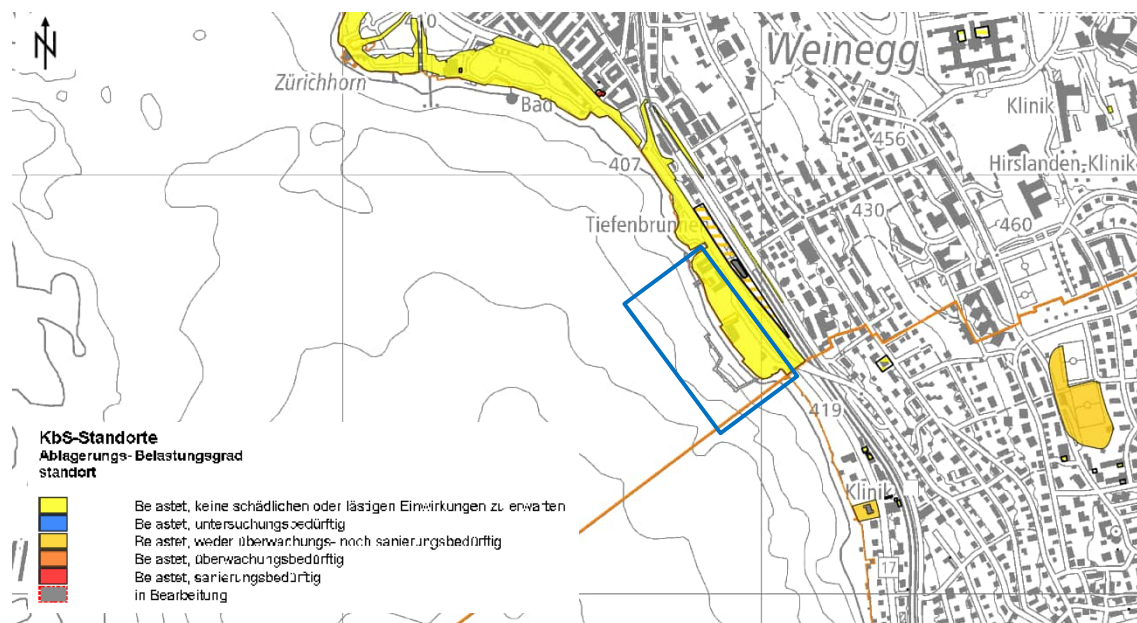 N
410
Weinegg
Zürichhorn
Bad
Klinik
456
407
Hirslanden-Klinik
430
460
Tiefenbrunnen
419
KbS-Standorte
Ablagerungs- Belastungsgrad
standort
Klinik
Belastet, keine schädlichen oder lästigen Einwirkungen zu erwarten
Belastet, untersuchungsbedürftig
Belastet, weder überwachungs- noch sanierungsbedürftig
Belastet, überwachungsbedürftig
Belastet, sanierungsbedürftig
in Bearbeitung
17